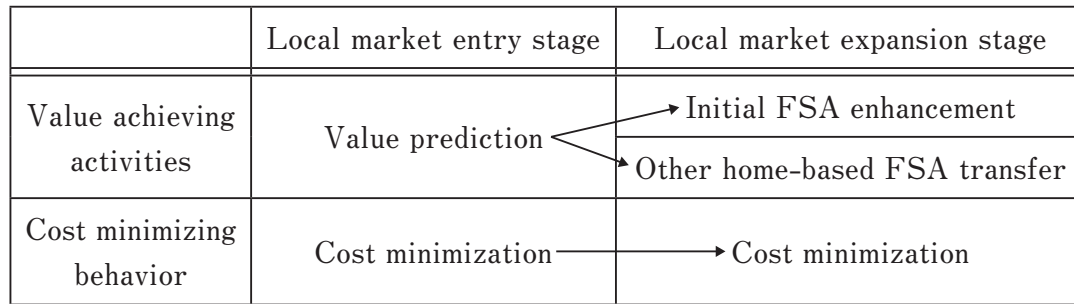 Local market entry stage Local market expansion stage
Value achieving
activities
Value prediction
Initial FSA enhancement
Other home-based FSA transfer
Cost minimizing
behavior
Cost minimization Cost minimization